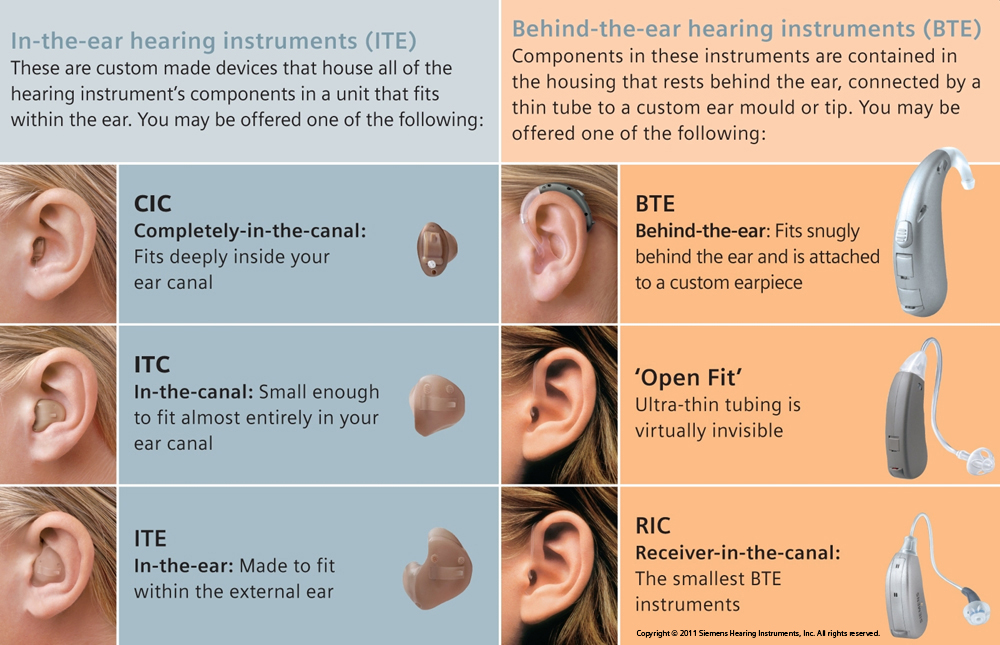 In-the-ear hearing instruments (ITE)
These are custom made devices that house all of the
hearing instrument's components in a unit that fits
within the ear. You may be offered one of the following:
CIC
Completely-in-the-canal:
Fits deeply inside your
ear canal
ITC
In-the-canal: Small enough
to fit almost entirely in your
ear canal
ITE
In-the-ear: Made to fit
within the external ear
Behind-the-ear hearing instruments (BTE)
Components in these instruments are contained in
the housing that rests behind the ear, connected by a
thin tube to a custom ear mould or tip. You may be
offered one of the following:
BTE
Behind-the-ear: Fits snugly
behind the ear and is attached
to a custom earpiece
‘Open Fit’
Ultra-thin tubing is
virtually invisible
RIC
Receiver-in-the-canal:
The smallest BTE
instruments
Copyright © 2011 Siemens Hearing Instruments, Inc. All rights reserved.